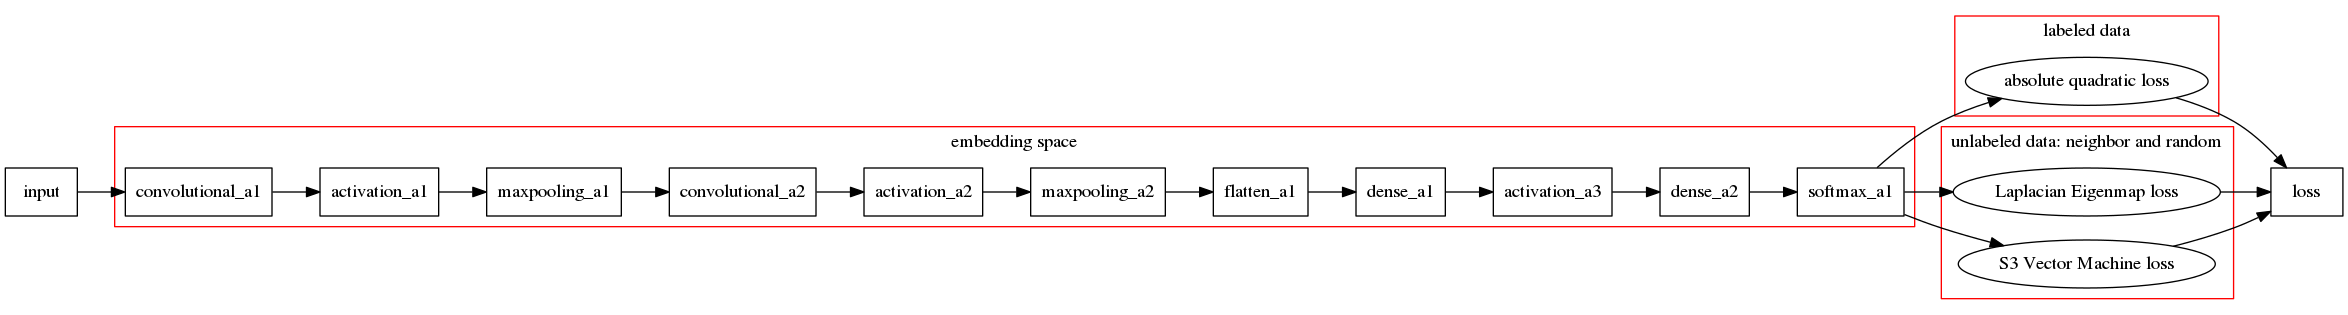 labeled data
absolute quadratic loss
embedding space
unlabeled data: neighbor and random
input
convolutional_a1
activation_a1
maxpooling_a1
convolutional_a2
activation_a2
maxpooling_a2
flatten_a1
dense_a1
activation_a3
dense_a2
softmax_a1
Laplacian Eigenmap loss
loss
S3 Vector Machine loss